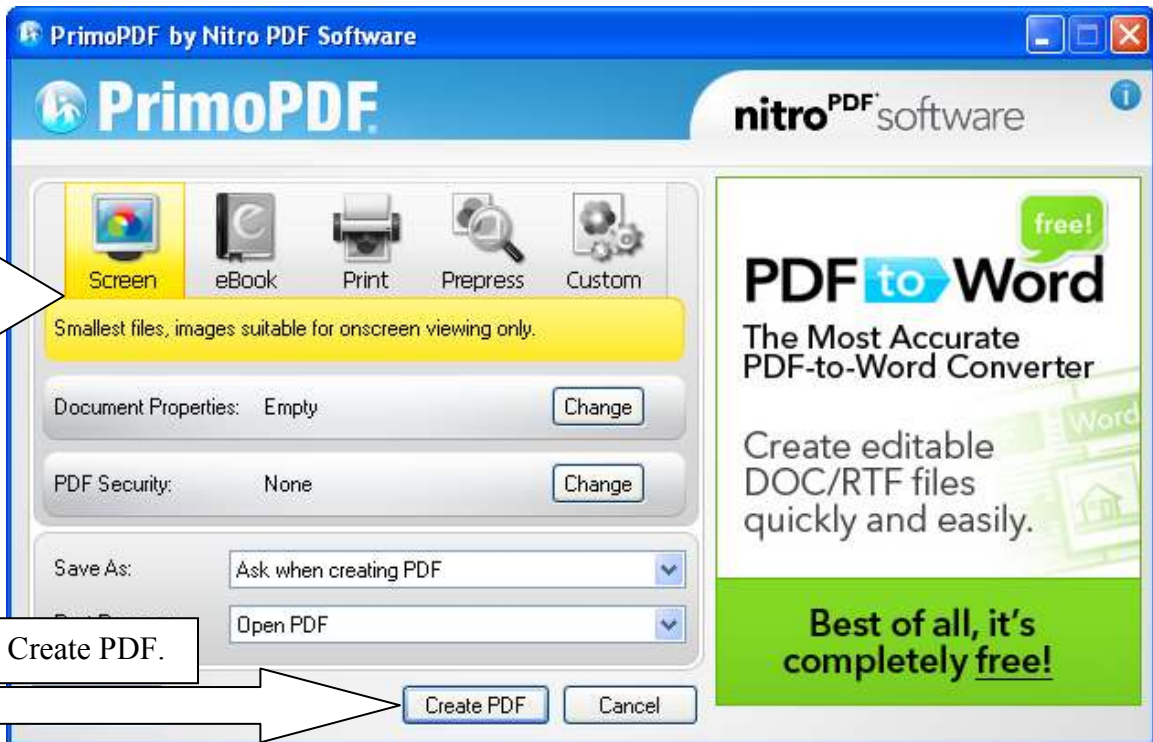 PrimoPDF by Nitro PDF Software
PrimoPDF
nitroPDF software
Screen eBook Print Prepress Custom
Smallest files, images suitable for onscreen viewing only.
Document Properties: Empty Change
PDF Security: None Change
Save As: Ask when creating PDF
Open PDF
Create PDF.
Create PDF Cancel
free!
PDF to Word
The Most Accurate
PDF-to-Word Converter
Create editable
DOC/RTF files
quickly and easily.
Word
Best of all, it's
completely free!